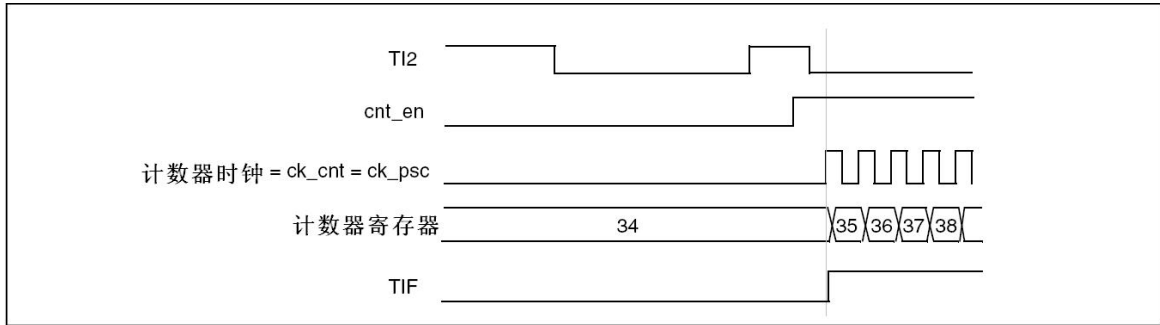 TI2
cnt_en
计数器时钟 = ck_cnt = ck_psc
计数器寄存器 34 35 36 37 38
TIF